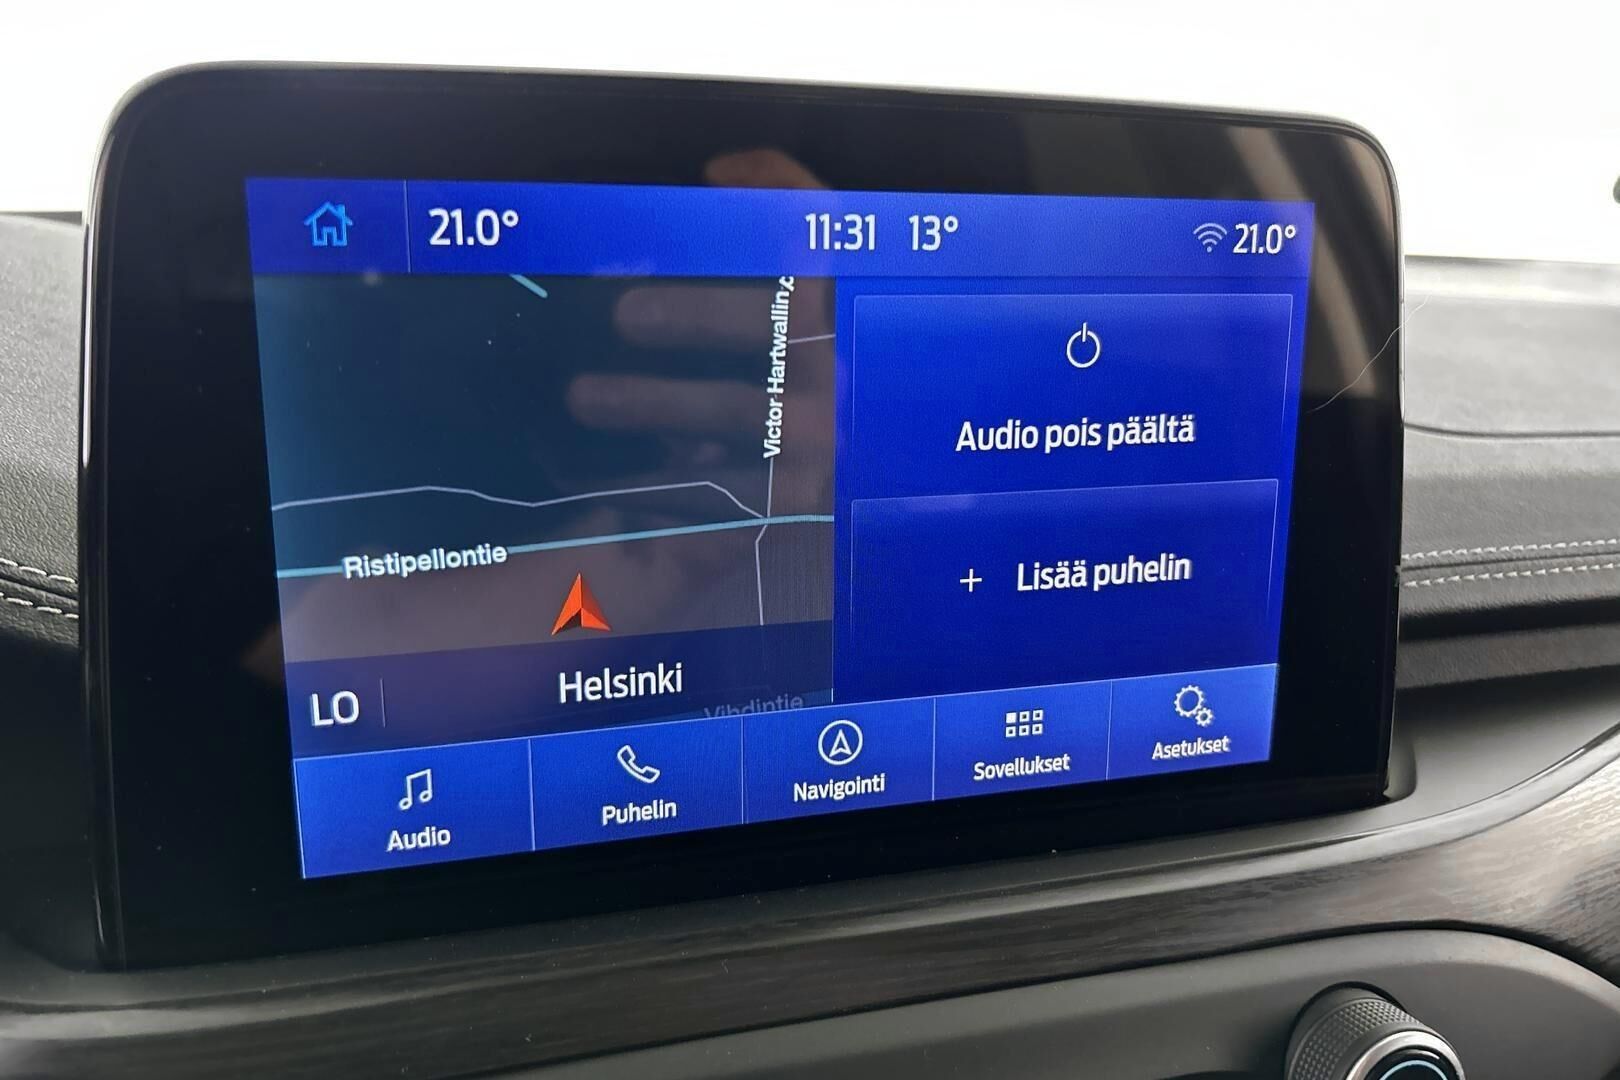 21.0°
11:31 13°
21.0°
Victor Hartwallin
Audio pois päältä
+ Lisää puhelin
Ristipellontie
LO
Helsinki
Vihdintie
Audio
Puhelin
Navigointi
Sovellukset
Asetukset